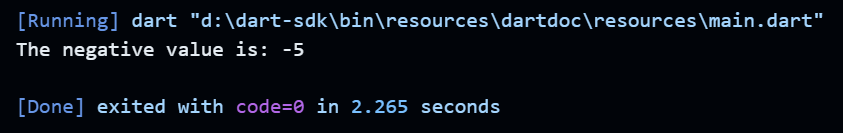 [Running] dart "d:\dart-sdk\bin\resources\dartdoc\resources\main.dart"
The negative value is: -5
[Done] exited with code=0 in 2.265 seconds